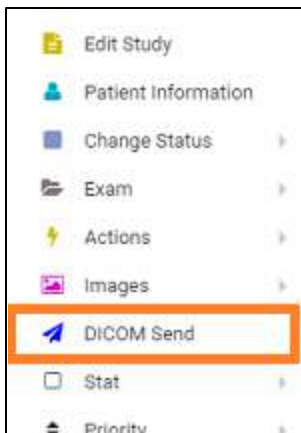 Edit Study
Patient Information
Change Status
Exam
Actions
Images
DICOM Send
Stat
Priority